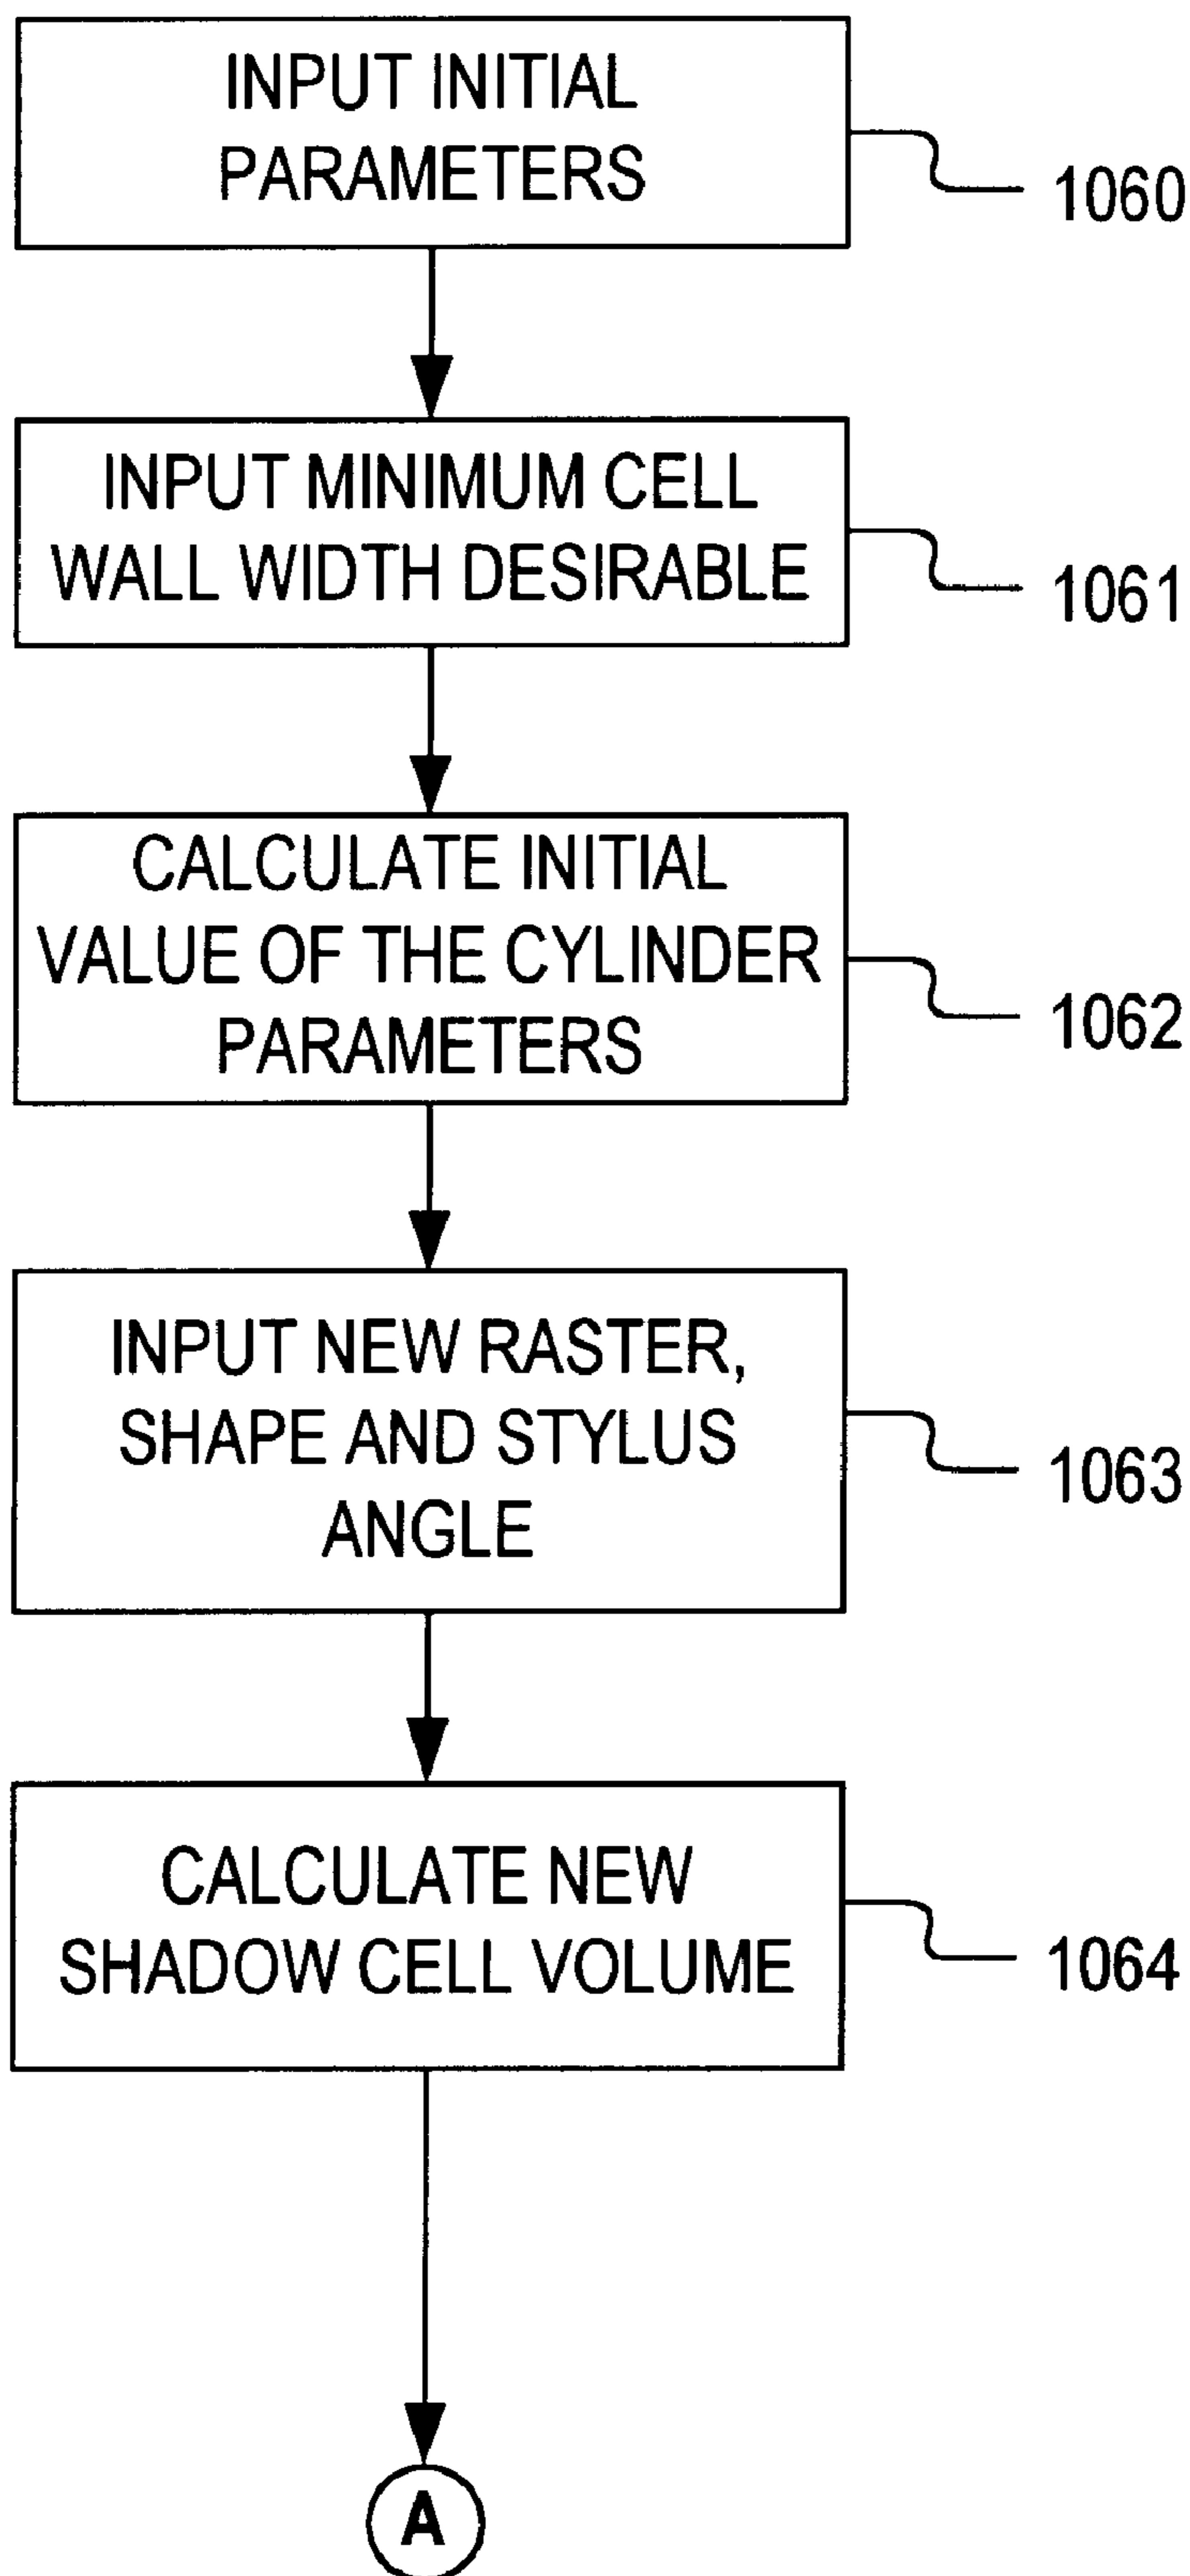 INPUT INITIAL
PARAMETERS
1060
INPUT MINIMUM CELL
WALL WIDTH DESIRABLE
1061
CALCULATE INITIAL
VALUE OF THE CYLINDER
PARAMETERS
1062
INPUT NEW RASTER,
SHAPE AND STYLUS
ANGLE
1063
CALCULATE NEW
SHADOW CELL VOLUME
1064
A